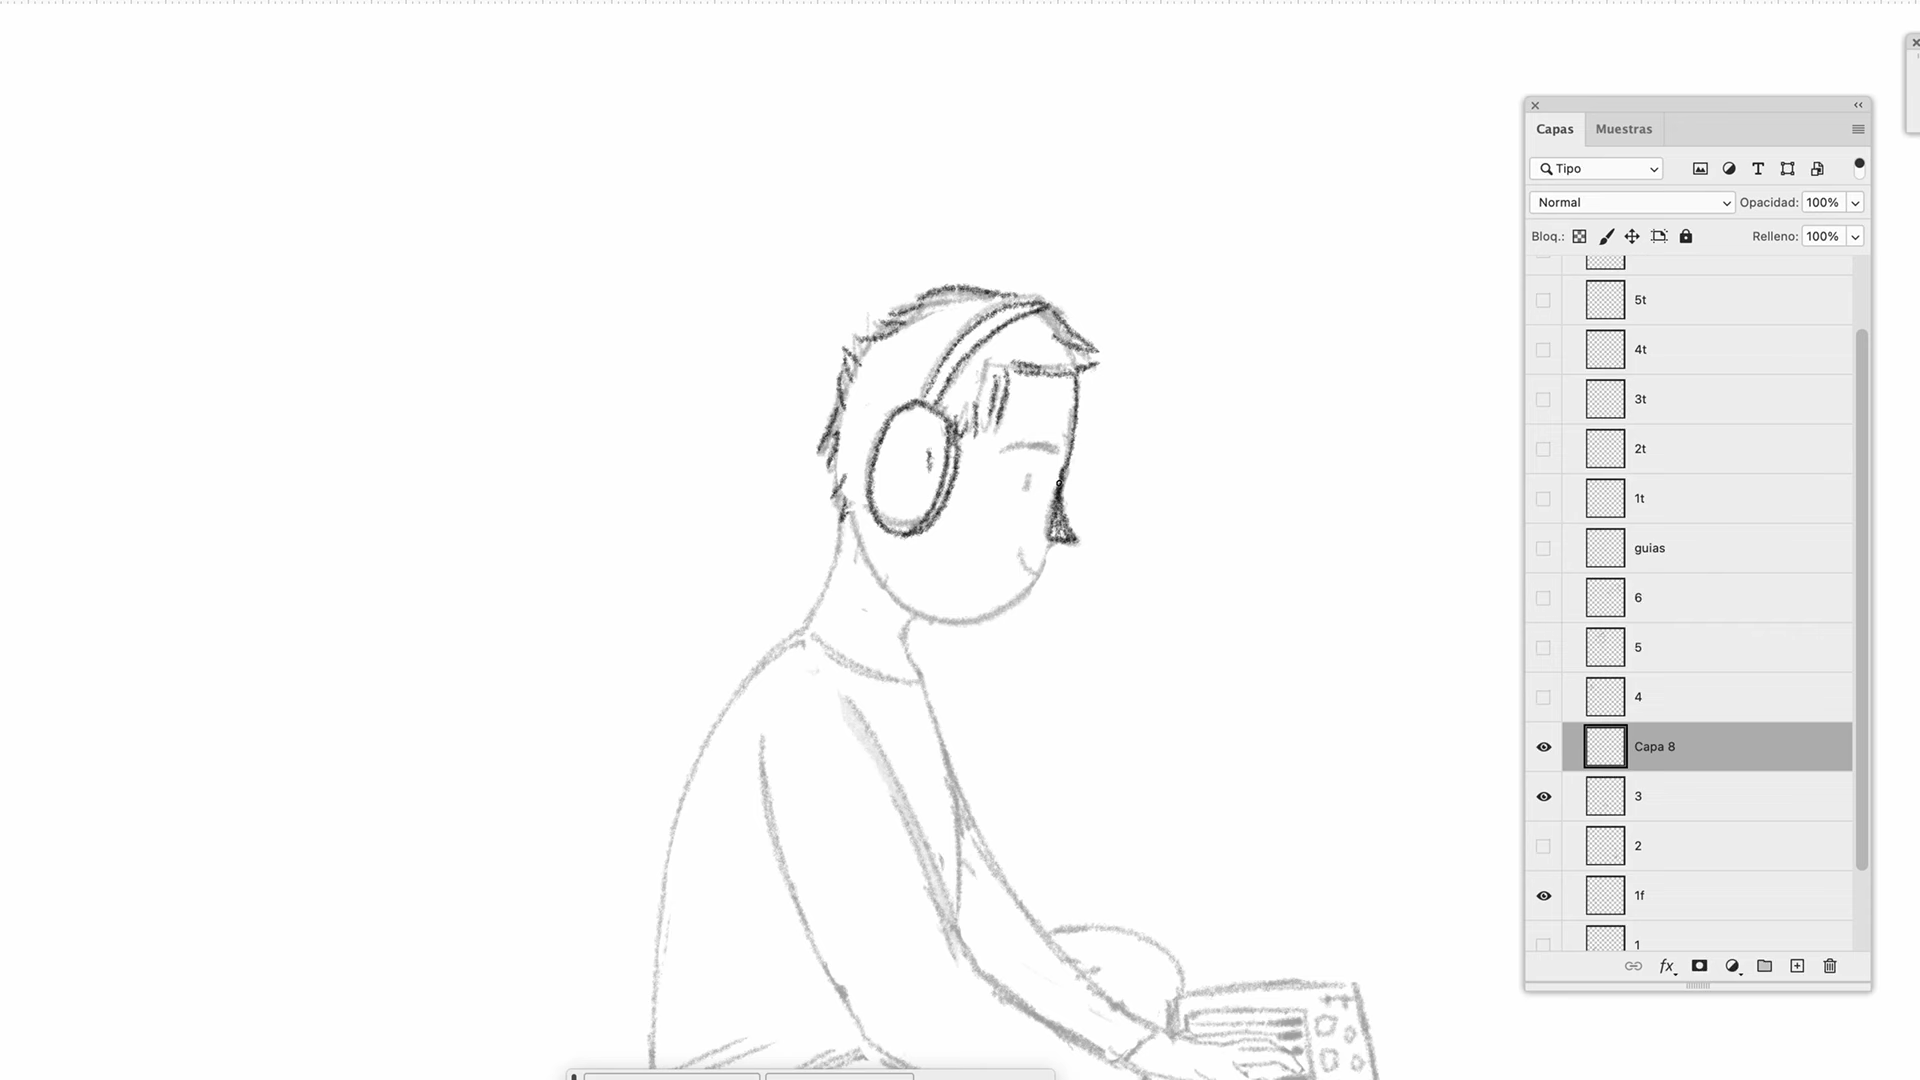 Capas Muestras
Tipo
Normal Opacidad: 100%
Bloq.: Relleno: 100%
5t
4t
3t
2t
1t
guias
6
5
4
Capa 8
3
2
1f
1
fx